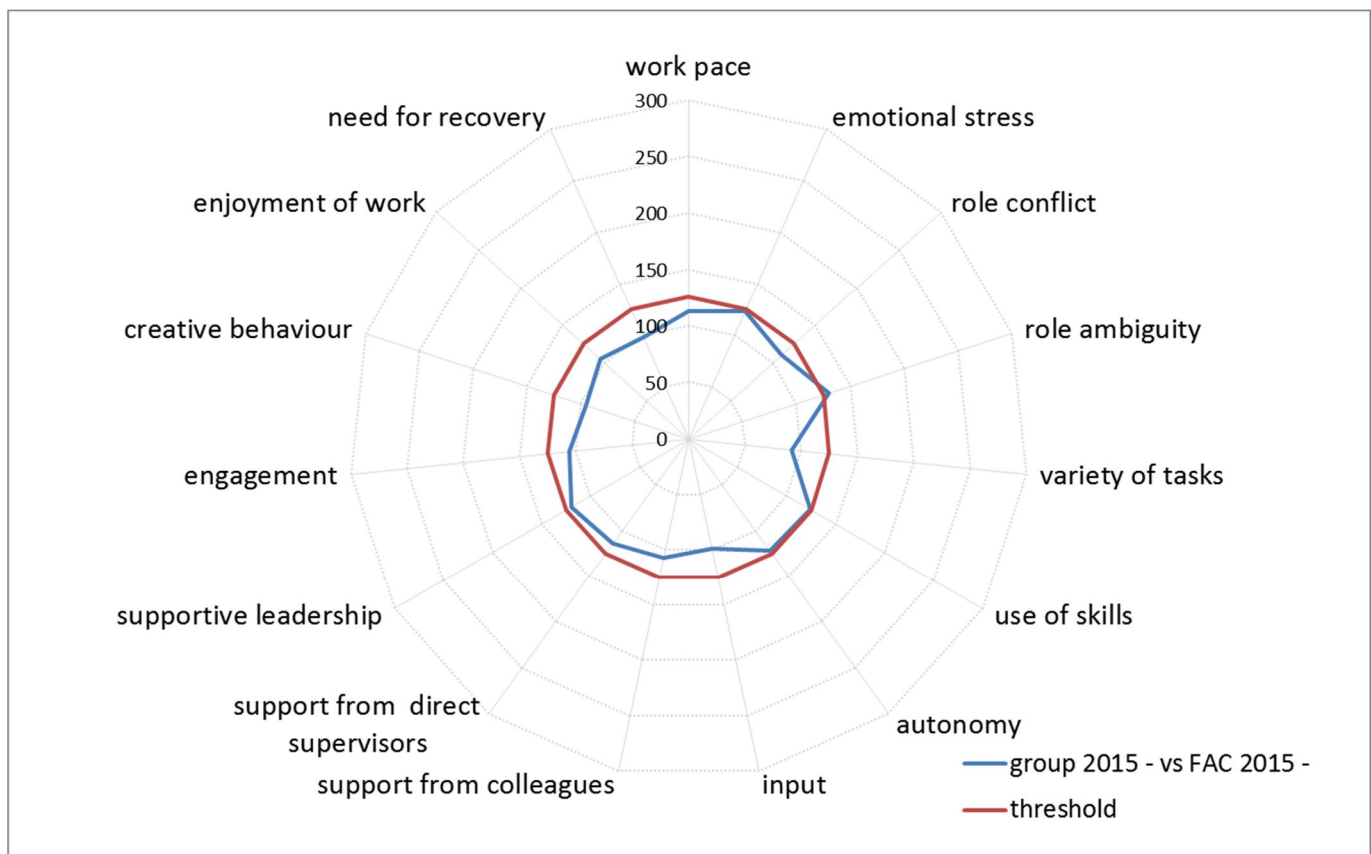 work pace
300
need for recovery
emotional stress
250
enjoyment of work
role conflict
200
150
creative behaviour
100
role ambiguity
50
0
engagement
variety of tasks
supportive leadership
use of skills
support from direct
supervisors
autonomy
support from colleagues
input
group 2015 - vs FAC 2015 -
threshold